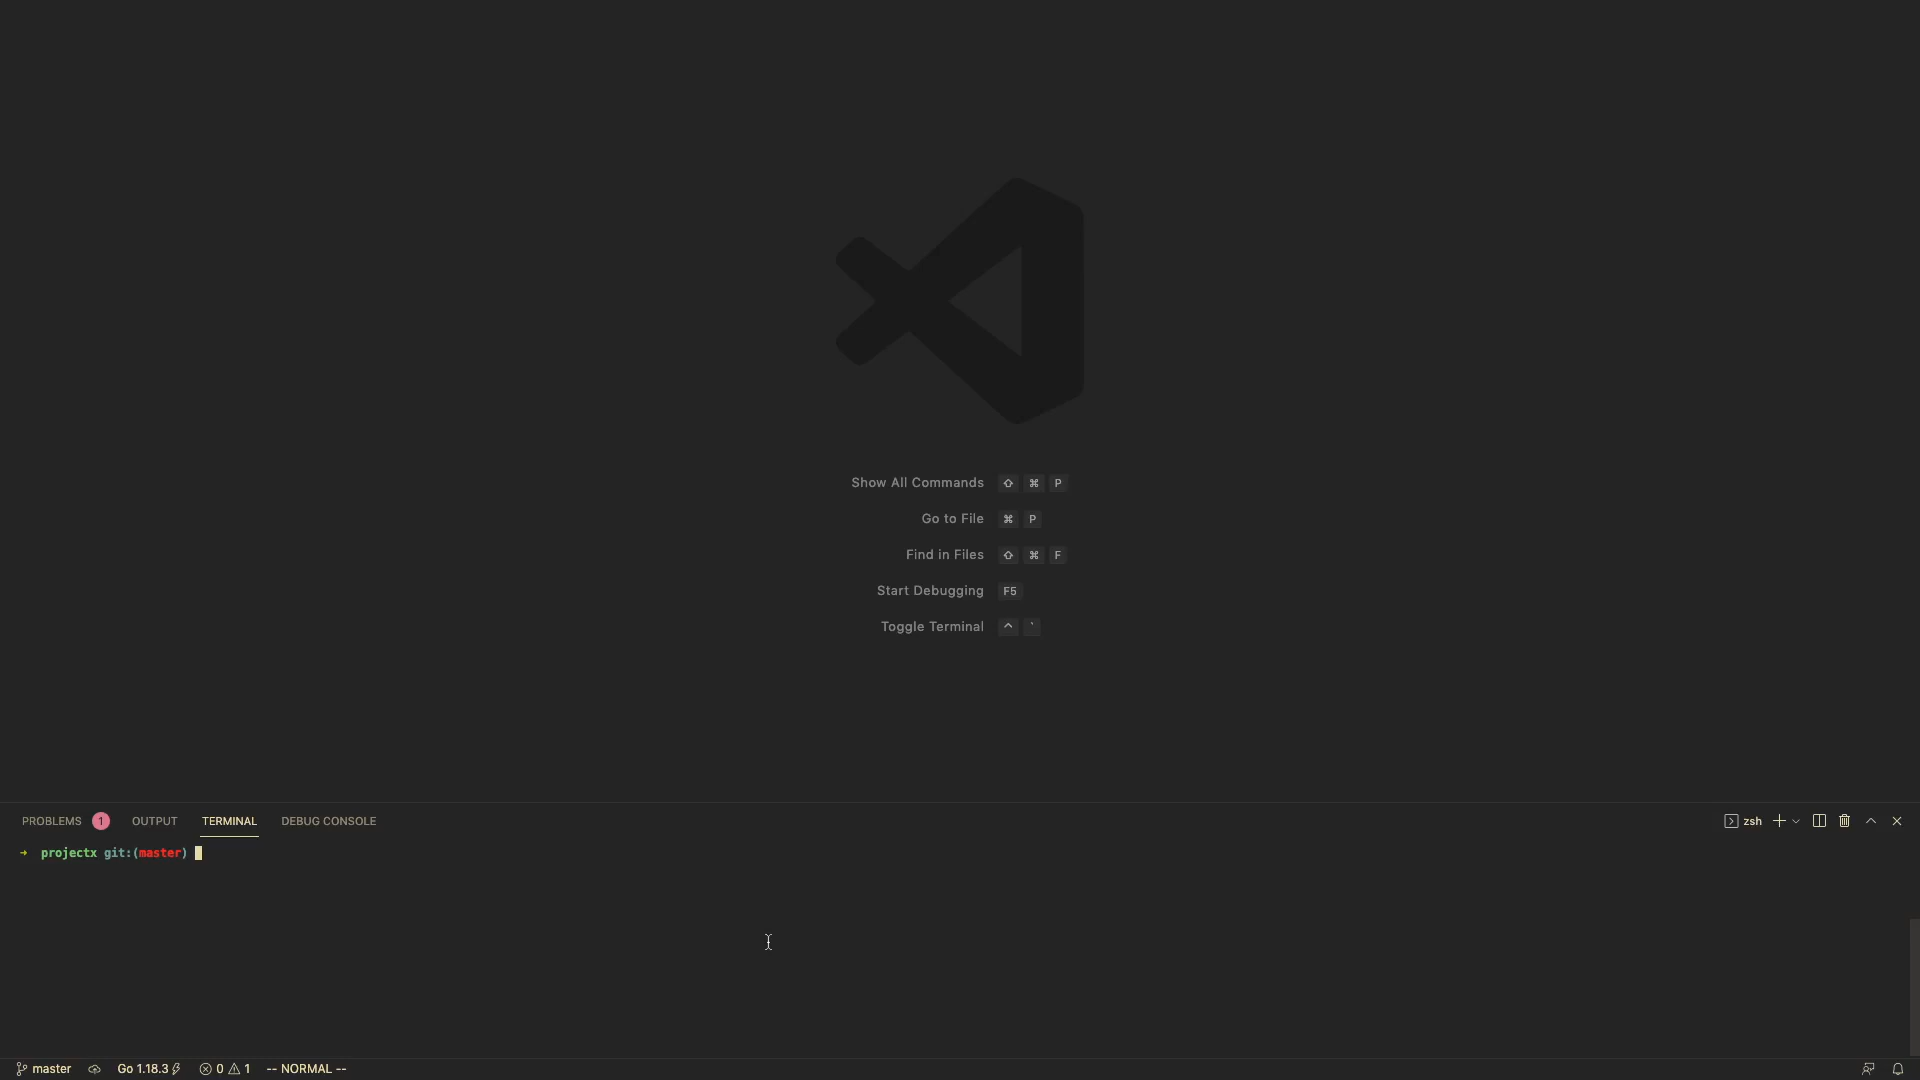 Show All Commands ⇧ ⌘ P
Go to File ⌘ P
Find in Files ⇧ ⌘ F
Start Debugging F5
Toggle Terminal ^ `
PROBLEMS 1 OUTPUT TERMINAL DEBUG CONSOLE zsh
→ projectx git:(master)
master Go 1.18.3 0 1 -- NORMAL --